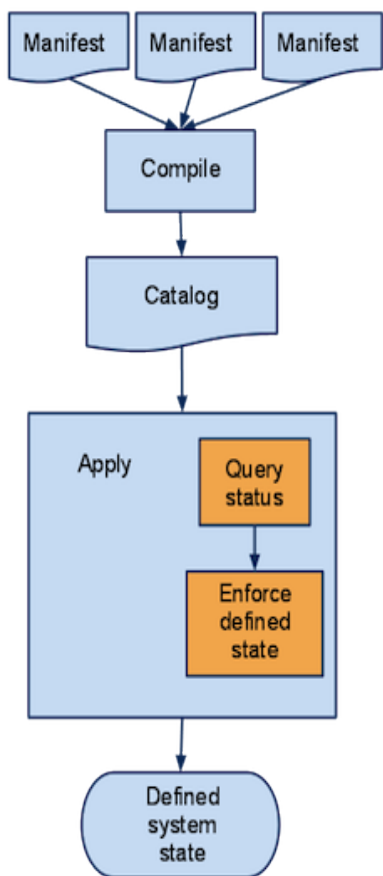 Manifest
Manifest
Manifest
Compile
Catalog
Apply
Query
status
Enforce
defined
state
Defined
system
state